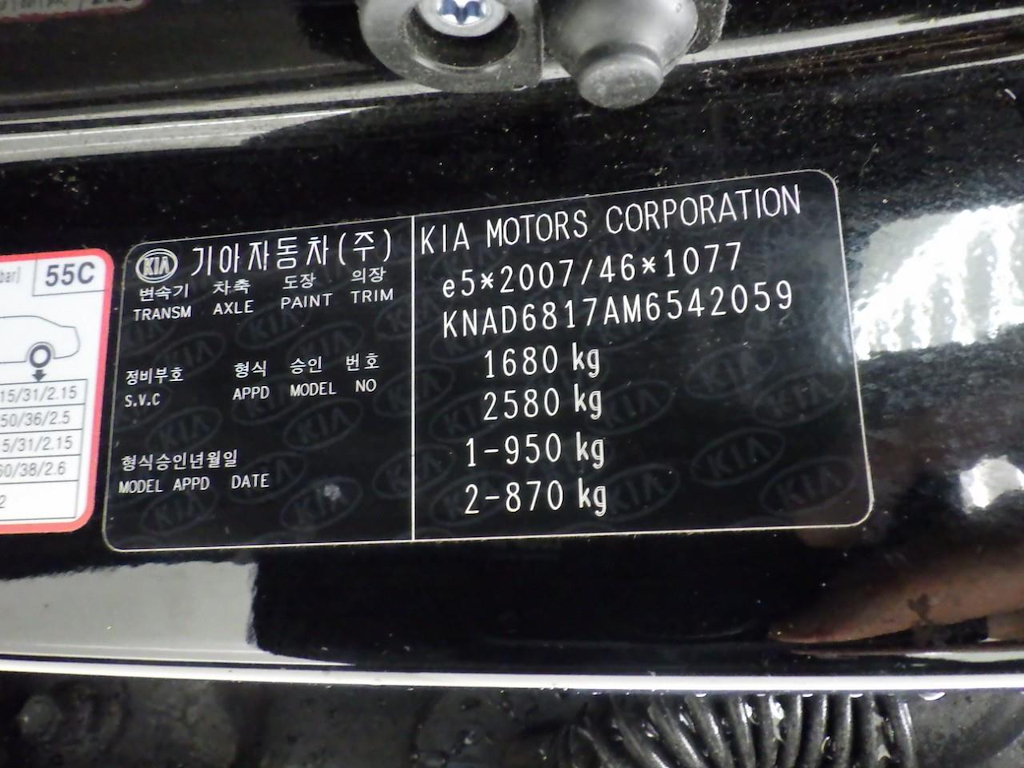 55C
15/31/2.15
50/36/2.5
5/31/2.15
60/38/2.6
2
KIA 기아자동차(주)
변속기 차축 도장 의장
TRANSM AXLE PAINT TRIM
정비부호 형식 승인 번호
S.V.C APPD MODEL NO
형식승인년월일
MODEL APPD DATE
KIA MOTORS CORPORATION
e5*2007/46*1077
KNAD6817AM6542059
1680 kg
2580 kg
1-950 kg
2-870 kg